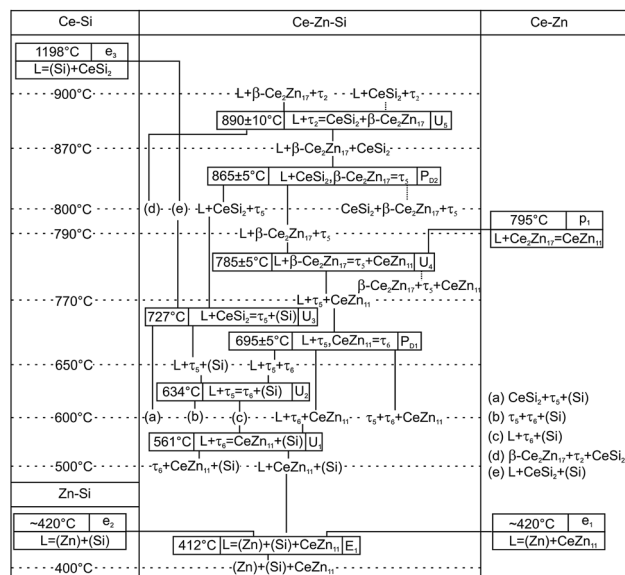 Ce-Si
Ce-Zn-Si
Ce-Zn
1198°C e₃
L=(Si)+CeSi₂
900°C
L+β-Ce₂Zn₁₇+τ₂
L+CeSi₂+τ₂
890±10°C L+τ₂=CeSi₂+β-Ce₂Zn₁₇ U₅
870°C
L+β-Ce₂Zn₁₇+CeSi₂
865±5°C L+CeSi₂,β-Ce₂Zn₁₇=τ₅ P_D2
800°C
(d)
(e)
L+CeSi₂+τ₅
CeSi₂+β-Ce₂Zn₁₇+τ₅
795°C p₁
L+Ce₂Zn₁₇=CeZn₁₁
790°C
L+β-Ce₂Zn₁₇+τ₅
785±5°C L+β-Ce₂Zn₁₇=τ₅+CeZn₁₁ U₄
β-Ce₂Zn₁₇+τ₅+CeZn₁₁
770°C
L+τ₅+CeZn₁₁
727°C L+CeSi₂=τ₅+(Si) U₃
695±5°C L+τ₅,CeZn₁₁=τ₆ P_D1
650°C
L+τ₅+(Si)
L+τ₅+τ₆
634°C L+τ₅=τ₆+(Si) U₂
600°C
(a)
(b)
(c)
L+τ₆+CeZn₁₁
τ₅+τ₆+CeZn₁₁
561°C L+τ₆=CeZn₁₁+(Si) U₁
500°C
τ₆+CeZn₁₁+(Si)
L+CeZn₁₁+(Si)
(a) CeSi₂+τ₅+(Si)
(b) τ₅+τ₆+(Si)
(c) L+τ₆+(Si)
(d) β-Ce₂Zn₁₇+τ₂+CeSi₂
(e) L+CeSi₂+(Si)
Zn-Si
~420°C e₂
L=(Zn)+(Si)
412°C L=(Zn)+(Si)+CeZn₁₁ E₁
~420°C e₁
L=(Zn)+CeZn₁₁
400°C
(Zn)+(Si)+CeZn₁₁